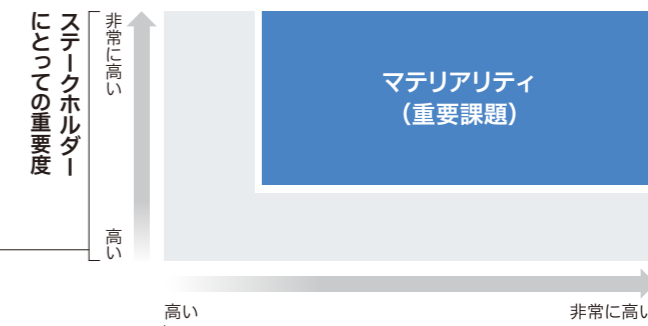 ステークホルダー
にとっての重要度
非常に高い
高い
マテリアリティ
（重要課題）
高い
非常に高い